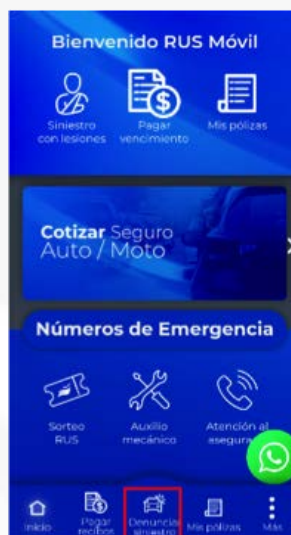 Bienvenido RUS Móvil
Siniestro
con lesiones
Pagar
vencimiento
Mis pólizas
Cotizar Seguro
Auto / Moto
Números de Emergencia
Sorteo
RUS
Auxilio
mecánico
Atención al
asegura
Inicio
Pagar
recibos
Denunciar
siniestro
Mis pólizas
Más